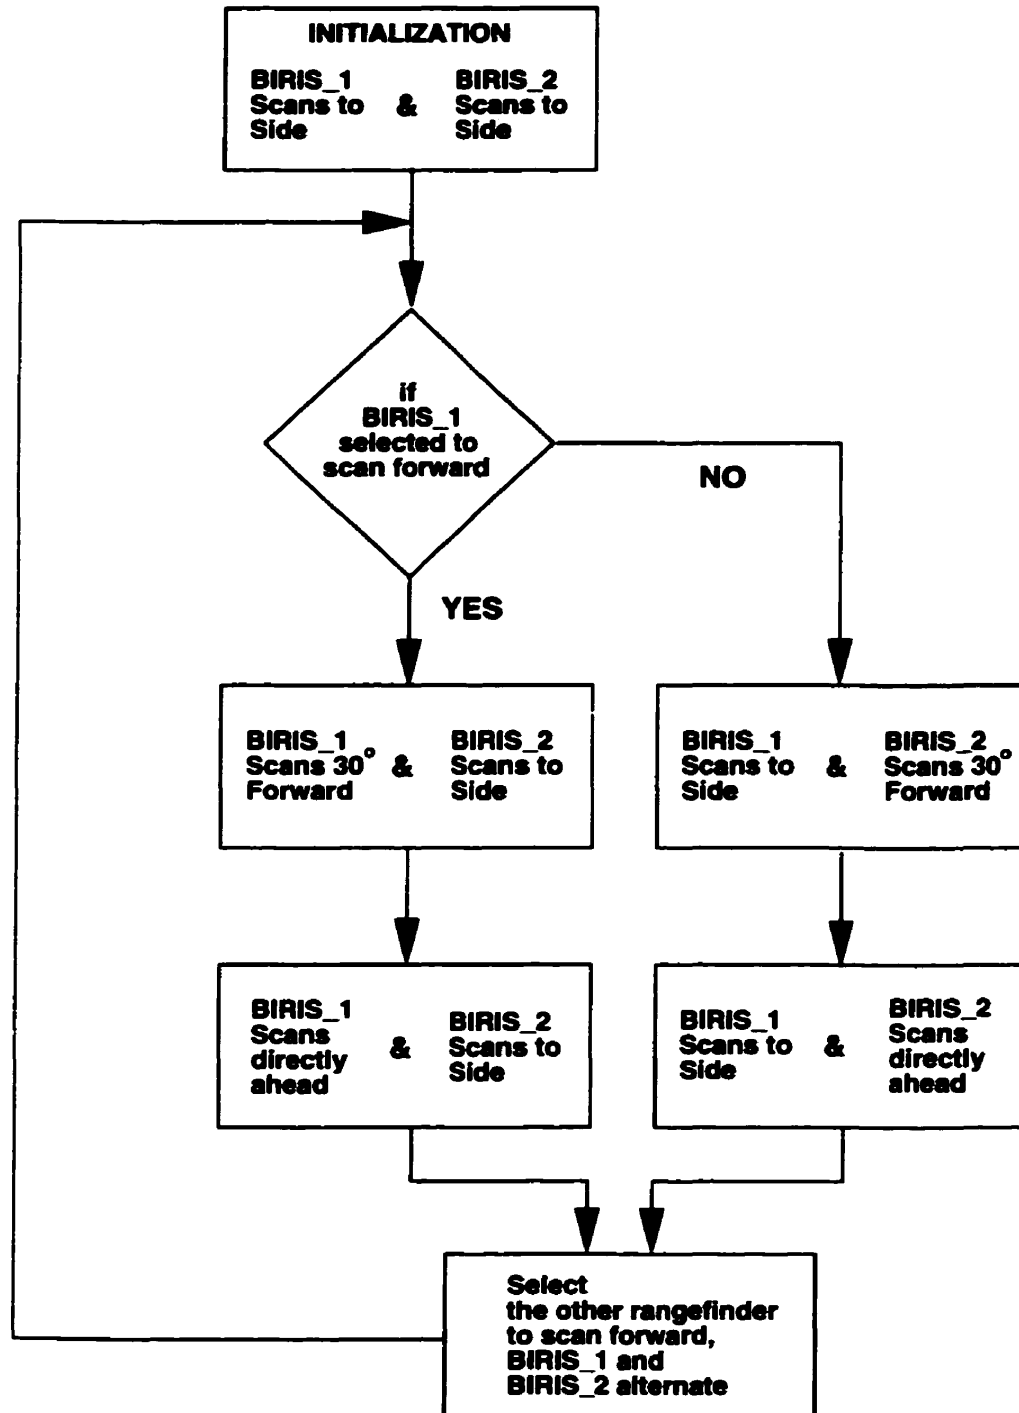 INITIALIZATION
BIRIS_1
Scans to
Side
&
BIRIS_2
Scans to
Side
if
BIRIS_1
selected to
scan forward
NO
YES
BIRIS_1
Scans 30°
Forward
&
BIRIS_2
Scans to
Side
BIRIS_1
Scans to
Side
&
BIRIS_2
Scans 30°
Forward
BIRIS_1
Scans
directly
ahead
&
BIRIS_2
Scans to
Side
BIRIS_1
Scans to
Side
&
BIRIS_2
Scans
directly
ahead
Select
the other rangefinder
to scan forward,
BIRIS_1 and
BIRIS_2 alternate